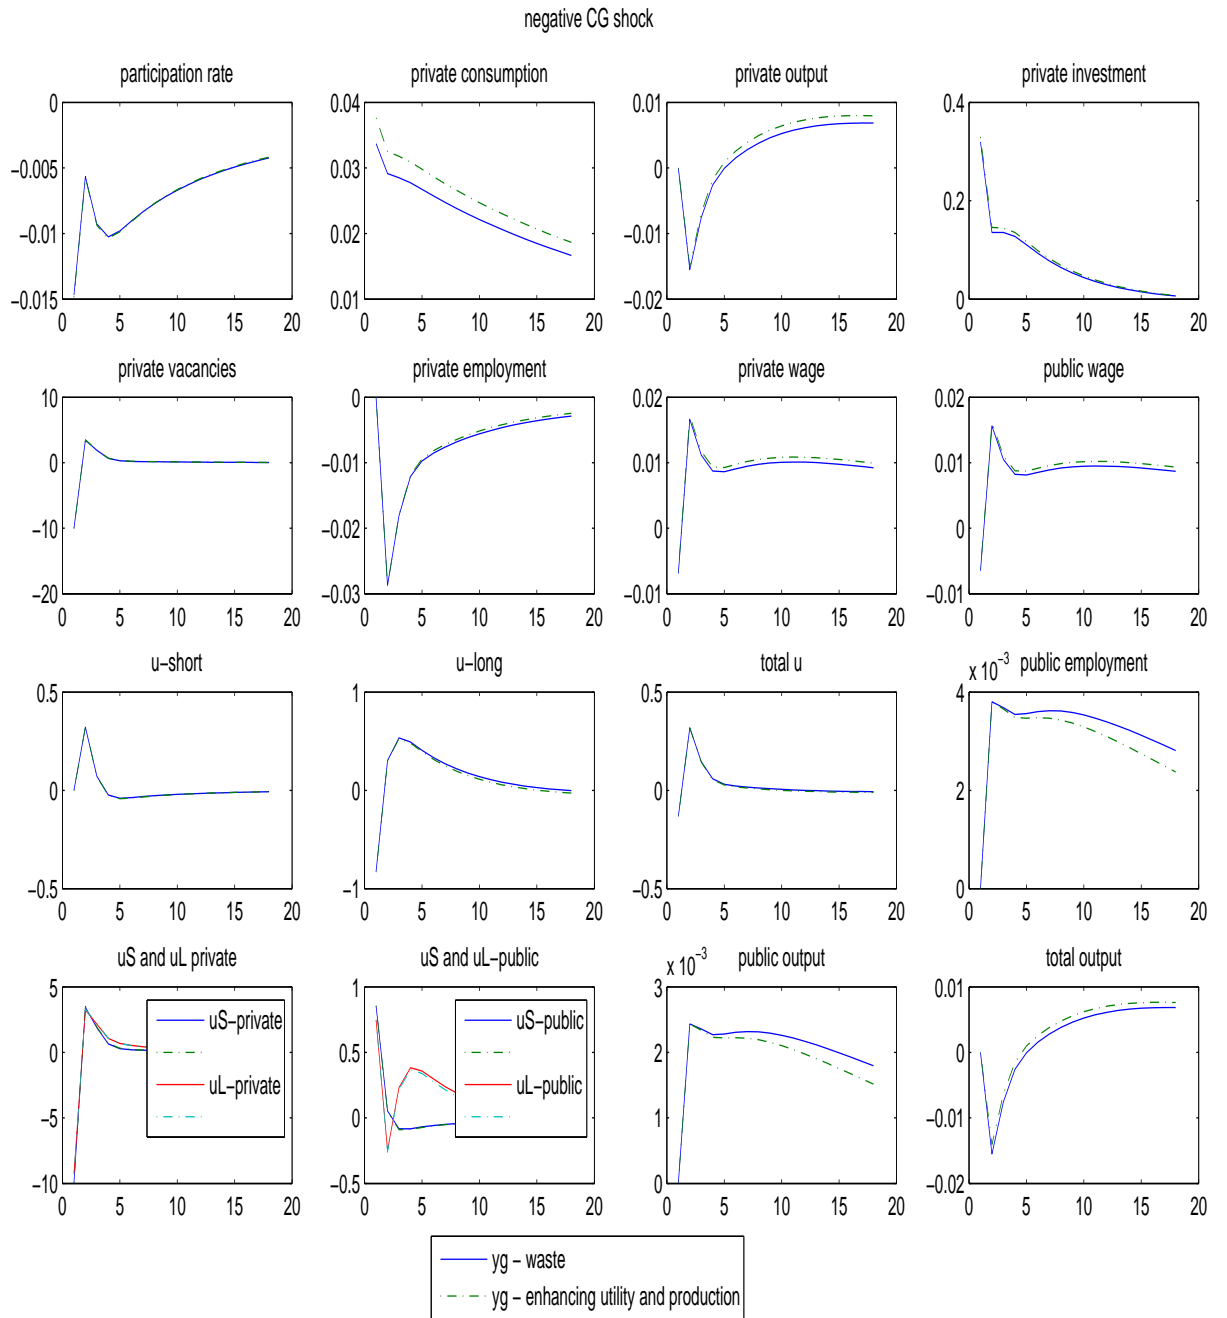 negative CG shock
participation rate
0
−0.005
−0.01
−0.015
0 5 10 15 20
private consumption
0.04
0.03
0.02
0.01
0 5 10 15 20
private output
0.01
0
−0.01
−0.02
0 5 10 15 20
private investment
0.4
0.2
0
0 5 10 15 20
private vacancies
10
0
−10
−20
0 5 10 15 20
private employment
0
−0.01
−0.02
−0.03
0 5 10 15 20
private wage
0.02
0.01
0
−0.01
0 5 10 15 20
public wage
0.02
0.01
0
−0.01
0 5 10 15 20
u−short
0.5
0
−0.5
0 5 10 15 20
u−long
1
0
−1
0 5 10 15 20
total u
0.5
0
−0.5
0 5 10 15 20
x 10−3 public employment
4
2
0
0 5 10 15 20
uS and uL private
5
0
−5
−10
0 5 10 15 20
uS−private
uL−private
uS and uL−public
1
0.5
0
−0.5
0 5 10 15 20
uS−public
uL−public
x 10−3 public output
3
2
1
0
0 5 10 15 20
total output
0.01
0
−0.01
−0.02
0 5 10 15 20
yg − waste
yg − enhancing utility and production